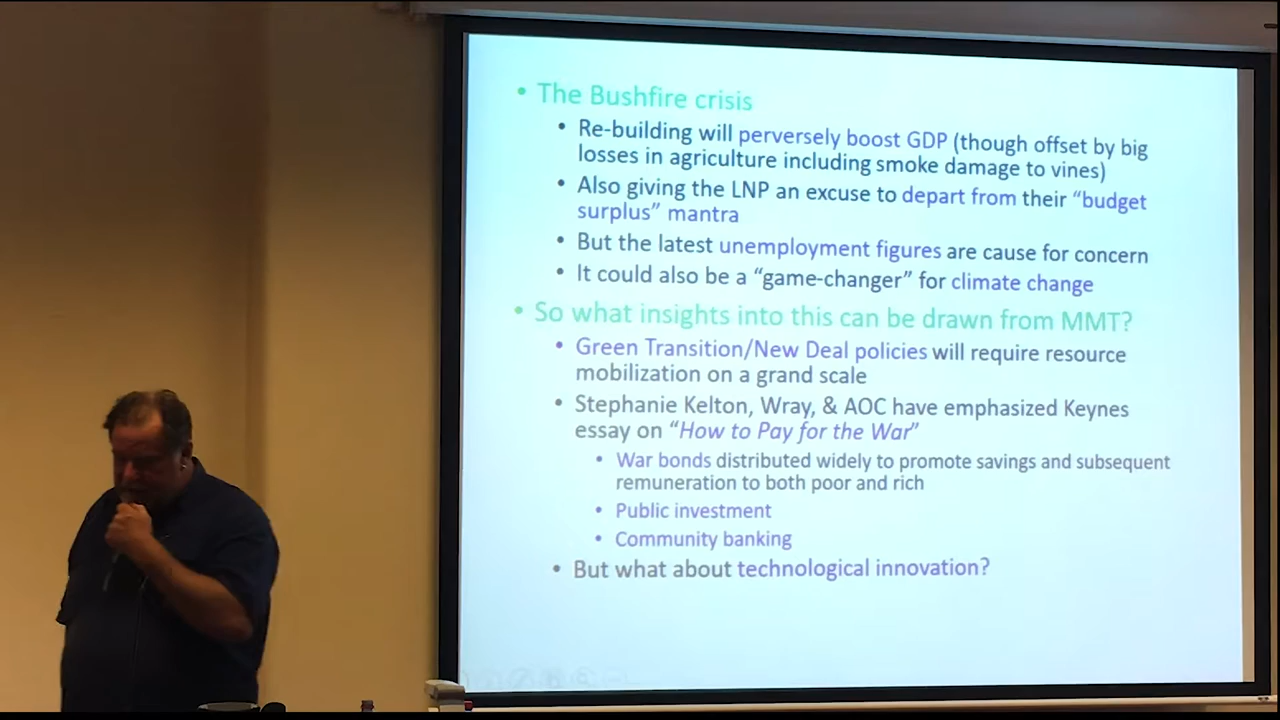 • The Bushfire crisis
• Re-building will perversely boost GDP (though offset by big
losses in agriculture including smoke damage to vines)
• Also giving the LNP an excuse to depart from their “budget
surplus” mantra
• But the latest unemployment figures are cause for concern
• It could also be a “game-changer” for climate change
• So what insights into this can be drawn from MMT?
• Green Transition/New Deal policies will require resource
mobilization on a grand scale
• Stephanie Kelton, Wray, & AOC have emphasized Keynes
essay on “How to Pay for the War”
• War bonds distributed widely to promote savings and subsequent
remuneration to both poor and rich
• Public investment
• Community banking
• But what about technological innovation?